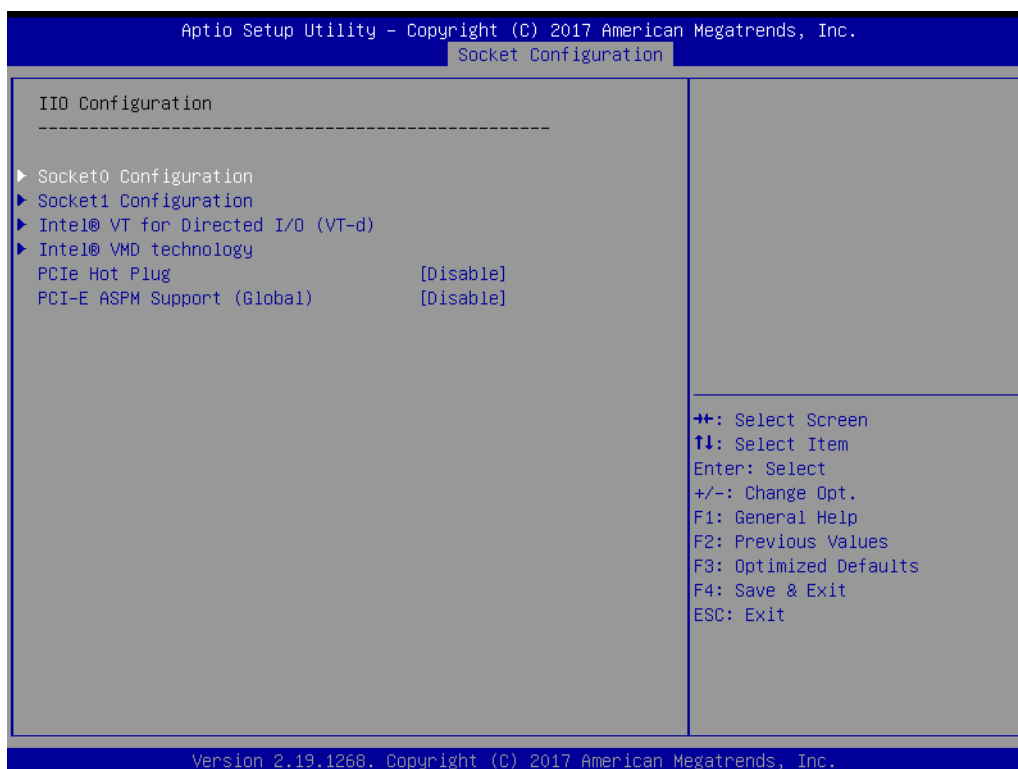 Aptio Setup Utility – Copyright (C) 2017 American Megatrends, Inc.
Socket Configuration
IIO Configuration
--------------------------------------------------
Socket0 Configuration
Socket1 Configuration
Intel® VT for Directed I/O (VT-d)
Intel® VMD technology
PCIe Hot Plug [Disable]
PCI-E ASPM Support (Global) [Disable]
→←: Select Screen
↑↓: Select Item
Enter: Select
+/-: Change Opt.
F1: General Help
F2: Previous Values
F3: Optimized Defaults
F4: Save & Exit
ESC: Exit
Version 2.19.1268. Copyright (C) 2017 American Megatrends, Inc.